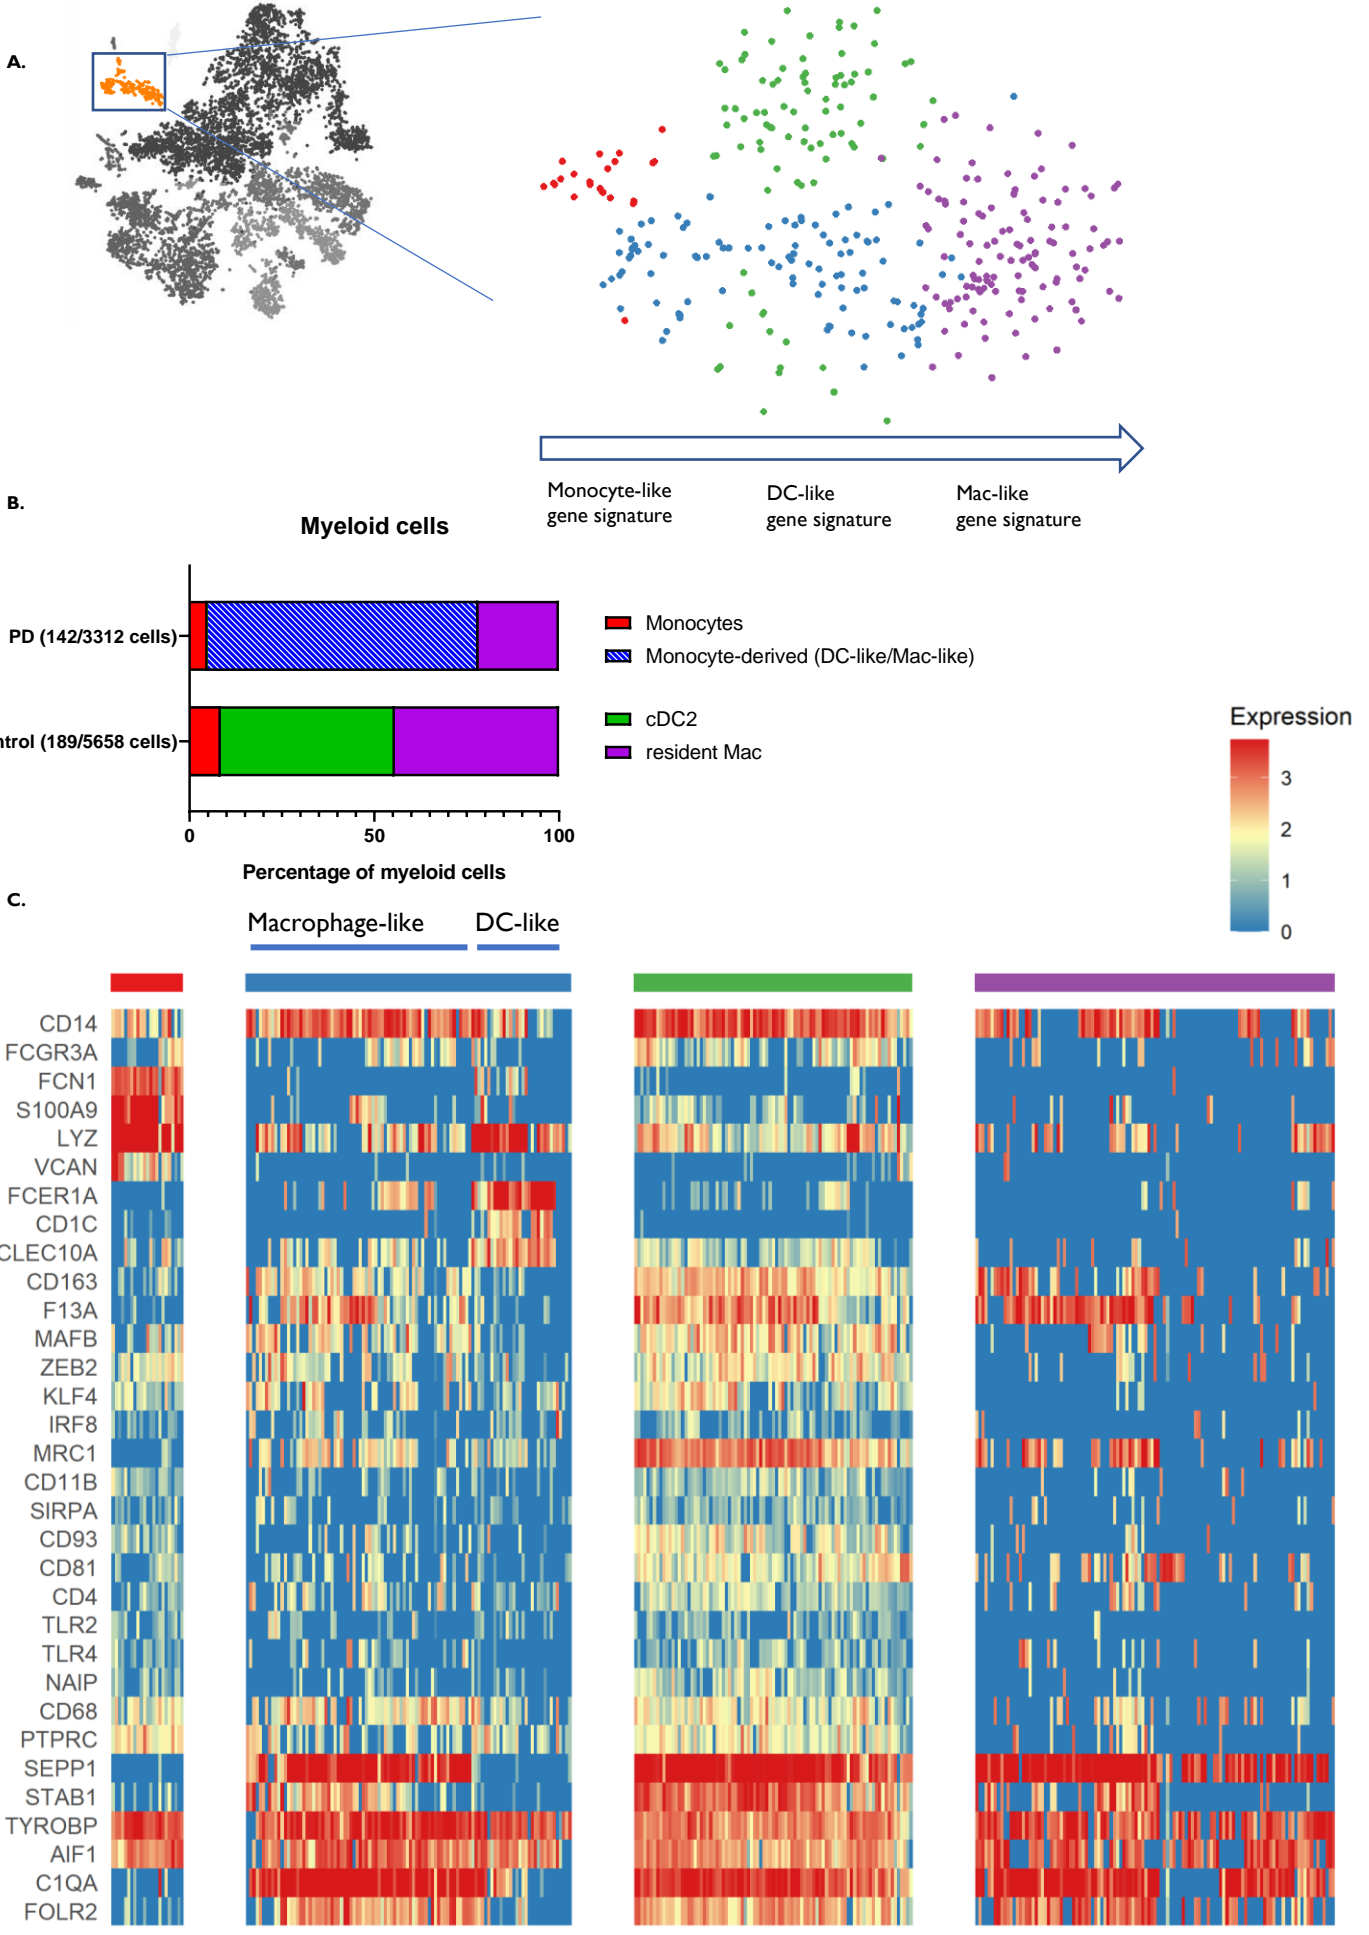 A.
Monocyte-like
gene signature
DC-like
gene signature
Mac-like
gene signature
B.
Myeloid cells
PD (142/3312 cells)
ntrol (189/5658 cells)
0
50
100
Percentage of myeloid cells
Monocytes
Monocyte-derived (DC-like/Mac-like)
cDC2
resident Mac
Expression
3
2
1
0
C.
Macrophage-like
DC-like
CD14
FCGR3A
FCN1
S100A9
LYZ
VCAN
FCER1A
CD1C
CLEC10A
CD163
F13A
MAFB
ZEB2
KLF4
IRF8
MRC1
CD11B
SIRPA
CD93
CD81
CD4
TLR2
TLR4
NAIP
CD68
PTPRC
SEPP1
STAB1
TYROBP
AIF1
C1QA
FOLR2